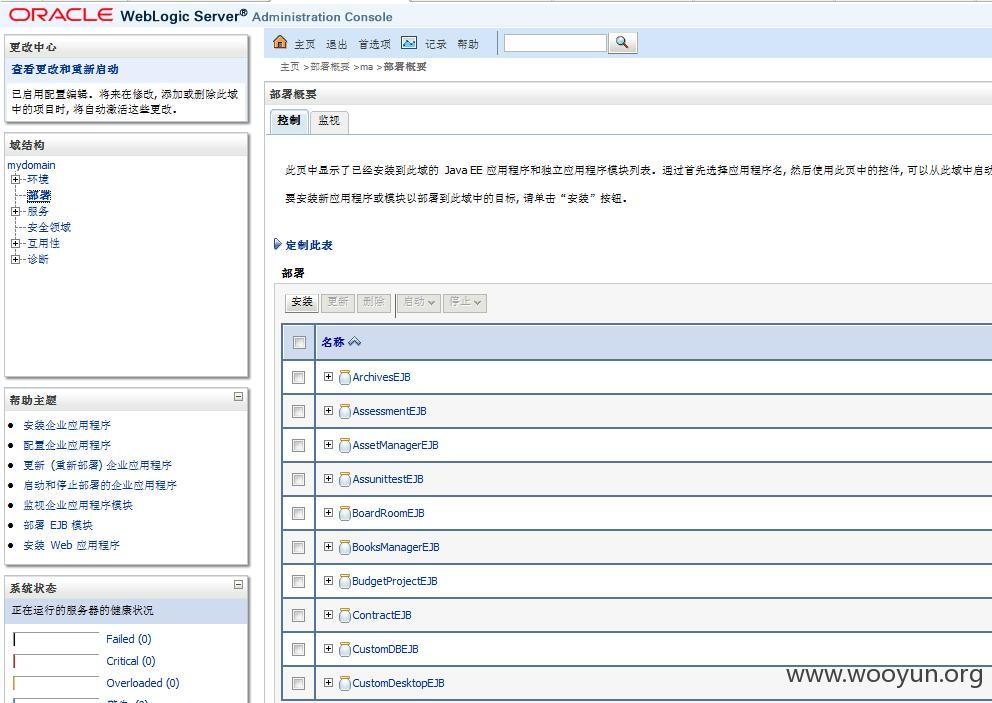 ORACLE WebLogic Server® Administration Console
更改中心
查看更改和重新启动
已启用配置编辑。将来在修改, 添加或删除此域
中的项目时, 将自动激活这些更改。
域结构
mydomain
环境
部署
服务
安全领域
互用性
诊断
帮助主题
安装企业应用程序
配置企业应用程序
更新 (重新部署) 企业应用程序
启动和停止部署的企业应用程序
监视企业应用程序模块
部署 EJB 模块
安装 Web 应用程序
系统状态
正在运行的服务器的健康状况
Failed (0)
Critical (0)
Overloaded (0)
主页 退出 首选项 记录 帮助
主页 >部署概要 >ma >部署概要
部署概要
控制 监视
此页中显示了已经安装到此域的 Java EE 应用程序和独立应用程序模块列表。通过首先选择应用程序名, 然后使用此页中的控件, 可以从此域中启动
要安装新应用程序或模块以部署到此域中的目标, 请单击“安装”按钮。
定制此表
部署
安装 更新 删除 启动 停止
名称
ArchivesEJB
AssessmentEJB
AssetManagerEJB
AssunittestEJB
BoardRoomEJB
BooksManagerEJB
BudgetProjectEJB
ContractEJB
CustomDBEJB
CustomDesktopEJB
www.wooyun.org